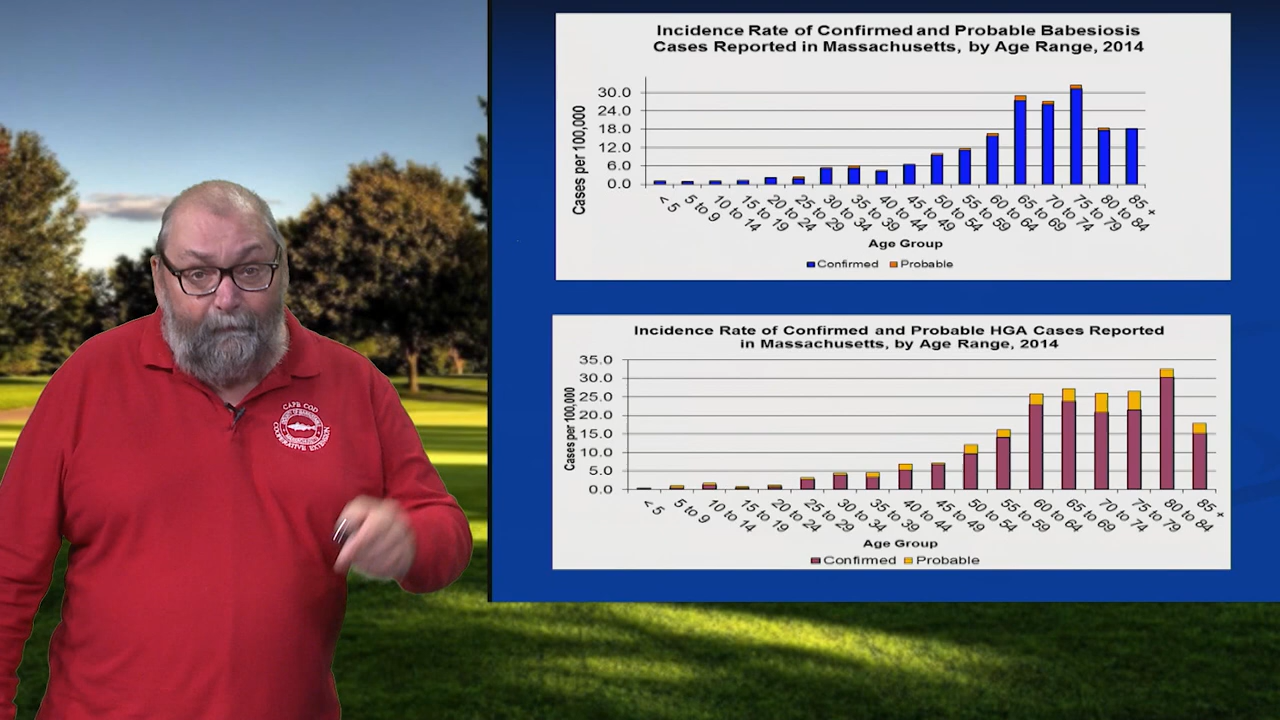 Incidence Rate of Confirmed and Probable Babesiosis
Cases Reported in Massachusetts, by Age Range, 2014
Cases per 100,000
30.0
24.0
18.0
12.0
6.0
0.0
< 5
5 to 9
10 to 14
15 to 19
20 to 24
25 to 29
30 to 34
35 to 39
40 to 44
45 to 49
50 to 54
55 to 59
60 to 64
65 to 69
70 to 74
75 to 79
80 to 84
85 +
Age Group
Confirmed Probable
Incidence Rate of Confirmed and Probable HGA Cases Reported
in Massachusetts, by Age Range, 2014
Cases per 100,000
35.0
30.0
25.0
20.0
15.0
10.0
5.0
0.0
< 5
5 to 9
10 to 14
15 to 19
20 to 24
25 to 29
30 to 34
35 to 39
40 to 44
45 to 49
50 to 54
55 to 59
60 to 64
65 to 69
70 to 74
75 to 79
80 to 84
85 +
Age Group
Confirmed Probable
CAPE COD
COOPERATIVE EXTENSION